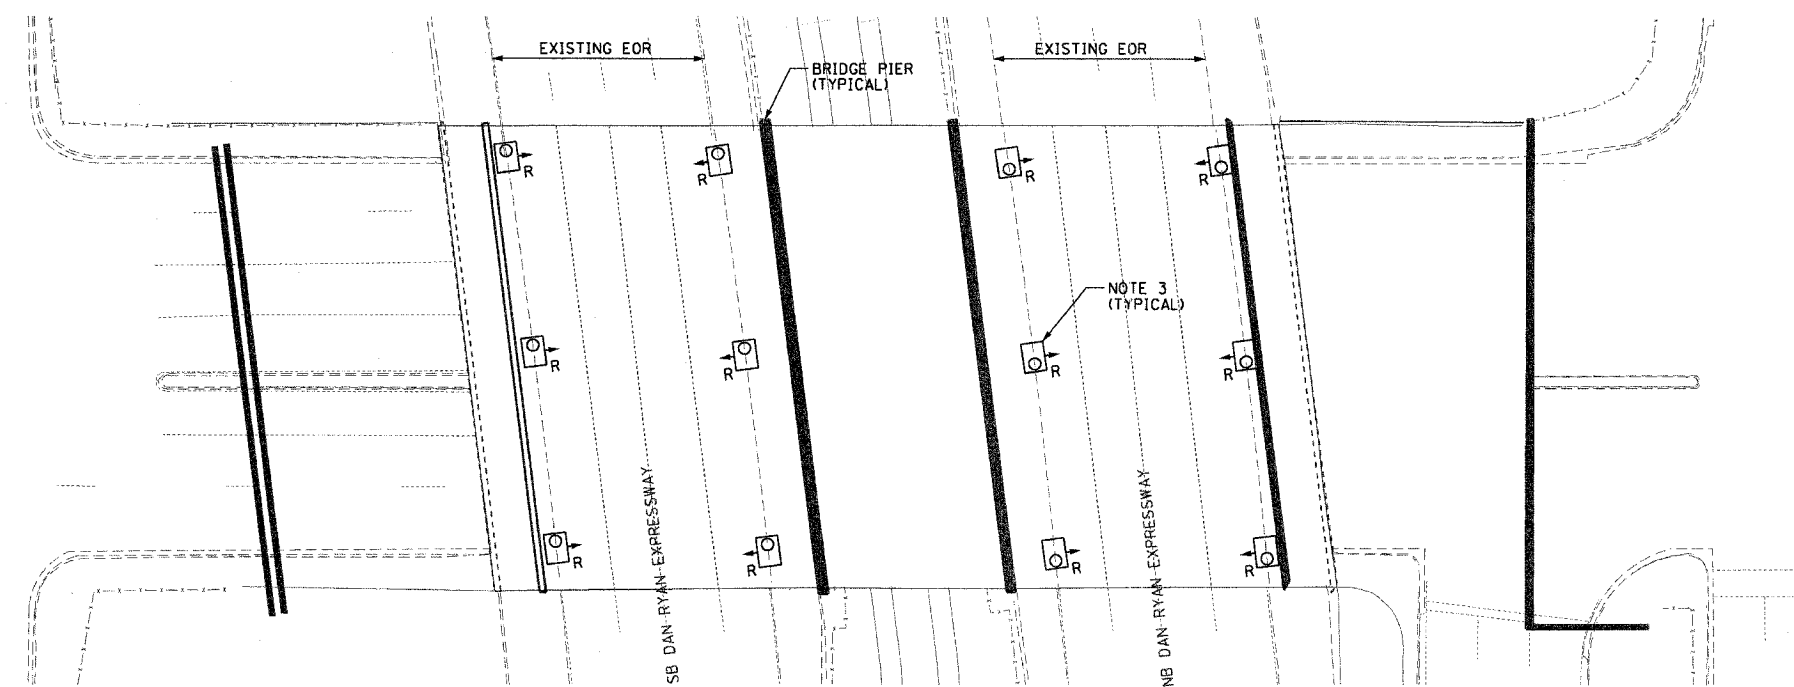 EXISTING EOR
EXISTING EOR
BRIDGE PIER
(TYPICAL)
R
R
R
R
NOTE 3
(TYPICAL)
R
R
R
R
R
R
R
R
SB DAN RYAN EXPRESSWAY
NB DAN RYAN EXPRESSWAY